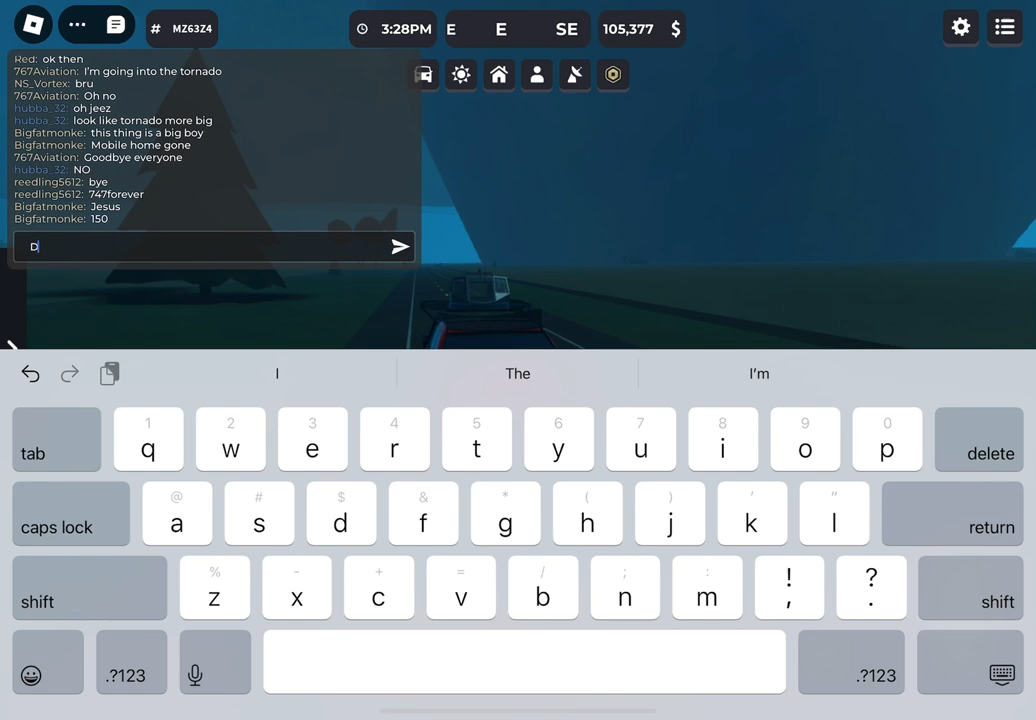 # MZ63Z4
3:28PM
E E SE
105,377 $
Red: ok then
767Aviation: I'm going into the tornado
NS_Vortex: bru
767Aviation: Oh no
hubba_32: oh jeez
hubba_32: look like tornado more big
Bigfatmonke: this thing is a big boy
Bigfatmonke: Mobile home gone
767Aviation: Goodbye everyone
hubba_32: NO
reedling5612: bye
reedling5612: 747forever
Bigfatmonke: Jesus
Bigfatmonke: 150
D
I The I'm
1 2 3 4 5 6 7 8 9 0
tab q w e r t y u i o p delete
@ # $ & * ( ) ' "
caps lock a s d f g h j k l return
% - + = / ; : ! ?
shift z x c v b n m , . shift
.?123 .?123